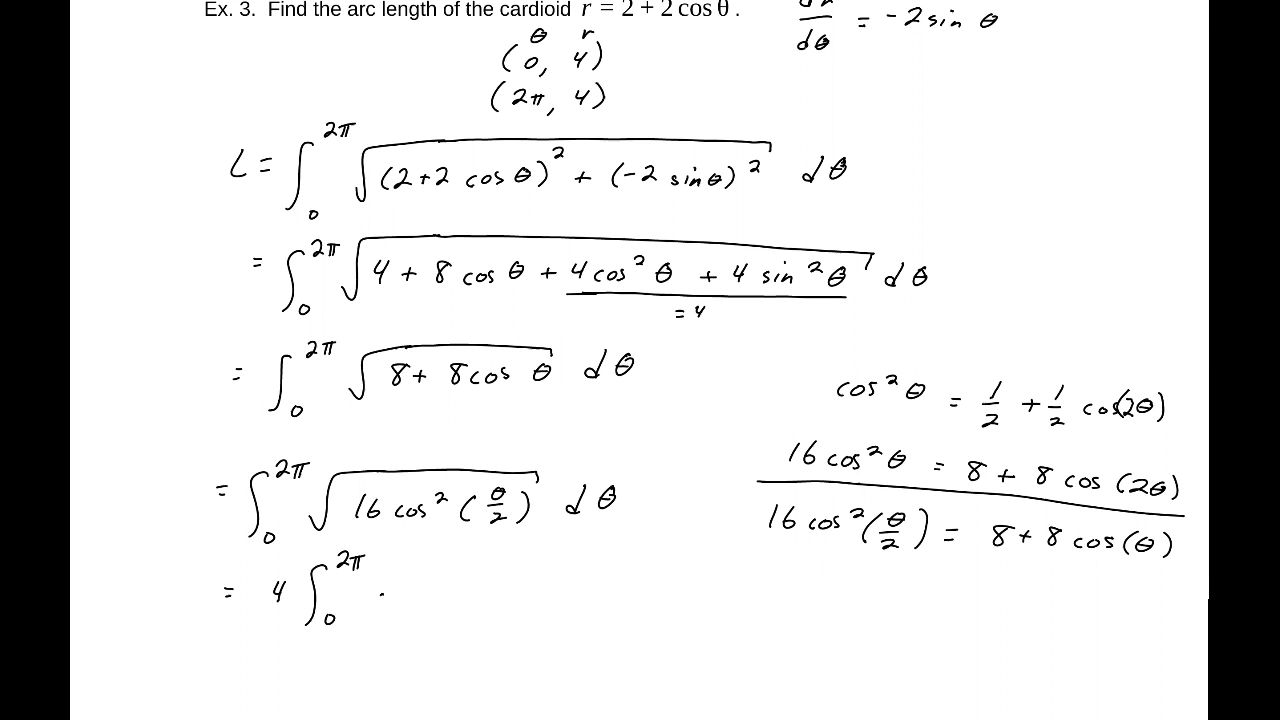 Ex. 3. Find the arc length of the cardioid r = 2 + 2 cos θ .
dr/dθ = -2 sin θ
θ r
(0, 4)
(2π, 4)
L = ∫₀^2π √((2+2 cos θ)² + (-2 sin θ)²) dθ
= ∫₀^2π √(4 + 8 cos θ + 4 cos² θ + 4 sin² θ) dθ
= 4
= ∫₀^2π √(8 + 8 cos θ) dθ
cos² θ = 1/2 + 1/2 cos(2θ)
16 cos² θ = 8 + 8 cos (2θ)
= ∫₀^2π √(16 cos² (θ/2)) dθ
16 cos² (θ/2) = 8 + 8 cos (θ)
= 4 ∫₀^2π